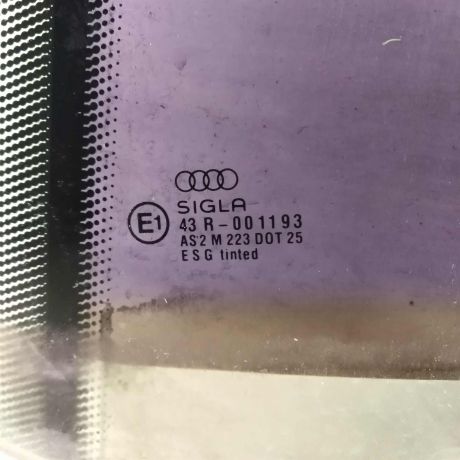 SIGLA
E1
43 R-001193
AS2 M 223 DOT 25
E S G tinted